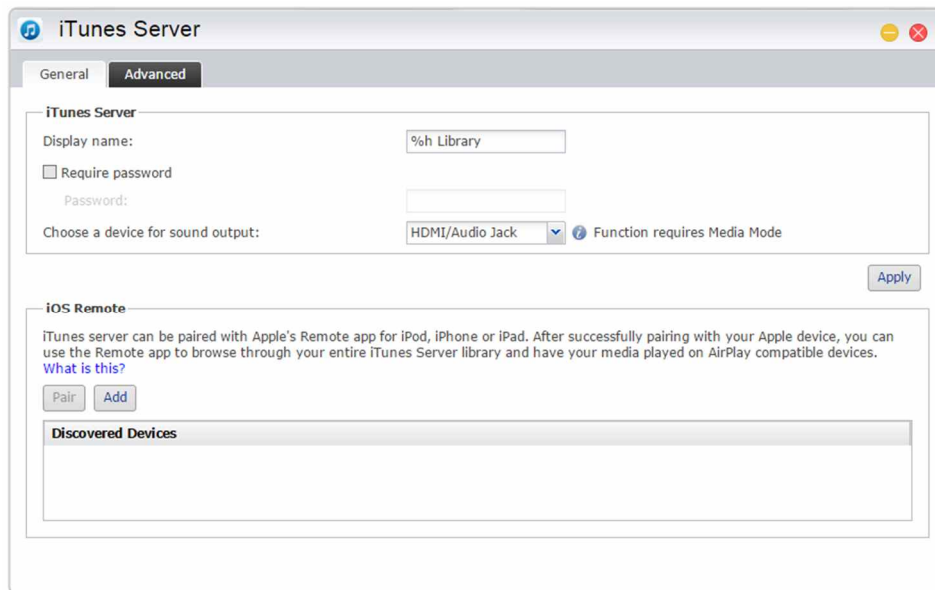 iTunes Server
General Advanced
iTunes Server
Display name: %h Library
Require password
Password:
Choose a device for sound output: HDMI/Audio Jack Function requires Media Mode
Apply
iOS Remote
iTunes server can be paired with Apple's Remote app for iPod, iPhone or iPad. After successfully pairing with your Apple device, you can
use the Remote app to browse through your entire iTunes Server library and have your media played on AirPlay compatible devices.
What is this?
Pair Add
Discovered Devices